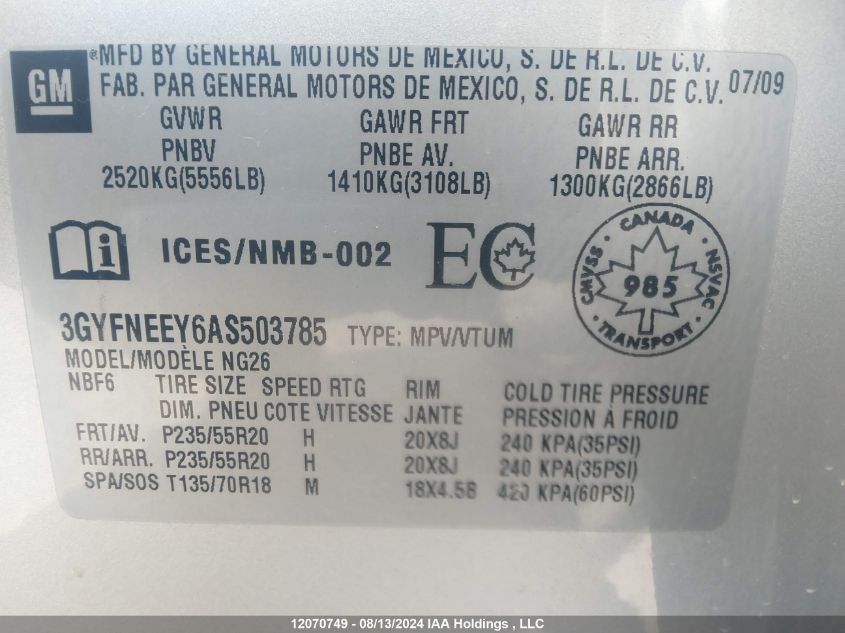 GM
®MFD BY GENERAL MOTORS DE MEXICO, S. DE R.L. DE C.V.
FAB. PAR GENERAL MOTORS DE MEXICO, S. DE R.L. DE C.V. 07/09
GVWR GAWR FRT GAWR RR
PNBV PNBE AV. PNBE ARR.
2520KG(5556LB) 1410KG(3108LB) 1300KG(2866LB)
i ICES/NMB-002 EC
CANADA
CMVSS 985 NSVAC
TRANSPORT
3GYFNEEY6AS503785 TYPE: MPV/VTUM
MODEL/MODÈLE NG26
NBF6 TIRE SIZE SPEED RTG RIM COLD TIRE PRESSURE
DIM. PNEU COTE VITESSE JANTE PRESSION À FROID
FRT/AV. P235/55R20 H 20X8J 240 KPA(35PSI)
RR/ARR. P235/55R20 H 20X8J 240 KPA(35PSI)
SPA/SOS T135/70R18 M 18X4.5B 420 KPA(60PSI)
12070749 - 08/13/2024 IAA Holdings , LLC